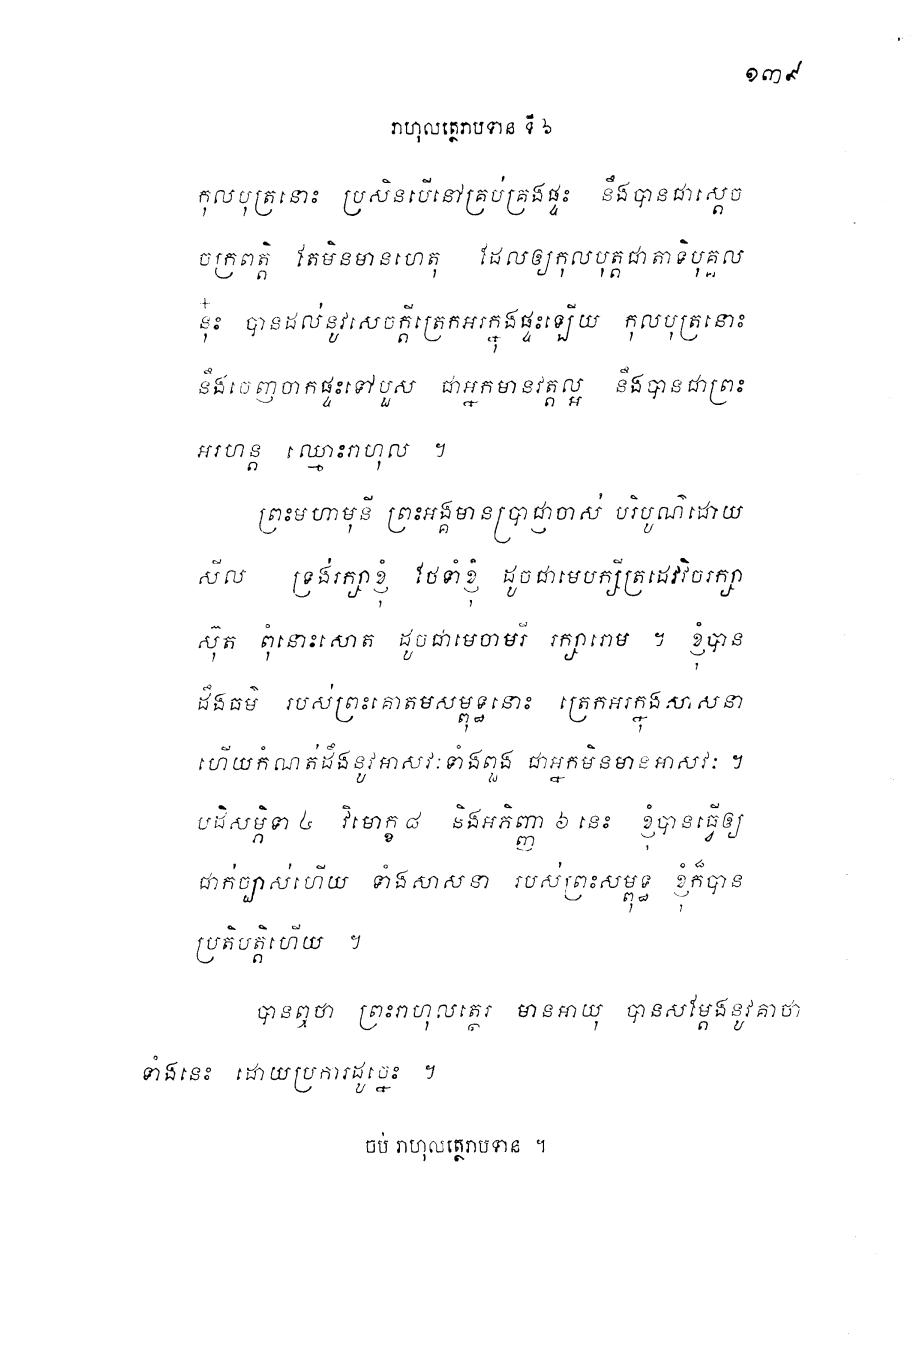 ១៣៩
រាហុលត្ថេរាបទាន ទី ៦
កុលបុត្រនោះ ប្រសិនបើនៅគ្រប់គ្រងផ្ទះ នឹងបានជាស្ដេច
ចក្រពត្តិ តែមិនមានហេតុ ដែលឲ្យកុលបុត្តជាតាទិបុគ្គល
នុ៎ះ បានដល់នូវសេចក្ដីត្រេកអរក្នុងផ្ទះឡើយ កុលបុត្រនោះ
នឹងចេញចាកផ្ទះទៅបួស ជាអ្នកមានវត្តល្អ នឹងបានជាព្រះ
អរហន្ត ឈ្មោះរាហុល ។
ព្រះមហាមុនី ព្រះអង្គមានប្រាជ្ញាចាស់ បរិបូណ៌ដោយ
សីល ទ្រង់រក្សាខ្ញុំ ថែទាំខ្ញុំ ដូចជាមេបក្សីត្រដេវវិចរក្សា
ស៊ុត ពុំនោះសោត ដូចជាមេចាមរី រក្សារោម ។ ខ្ញុំបាន
ដឹងធម៌ របស់ព្រះគោតមសម្ពុទ្ធនោះ ត្រេកអរក្នុងសាសនា
ហើយកំណត់ដឹងនូវអាសវៈទាំងពួង ជាអ្នកមិនមានអាសវៈ ។
បដិសម្ភិទា ៤ វិមោក្ខ ៨ និងអភិញ្ញា ៦ នេះ ខ្ញុំបានធ្វើឲ្យ
ជាក់ច្បាស់ហើយ ទាំងសាសនា របស់ព្រះសម្ពុទ្ធ ខ្ញុំក៏បាន
ប្រតិបត្តិហើយ ។
បានឮថា ព្រះរាហុលត្ថេរ មានអាយុ បានសម្ដែងនូវគាថា
ទាំងនេះ ដោយប្រការដូច្នេះ ។
ចប់ រាហុលត្ថេរាបទាន ។